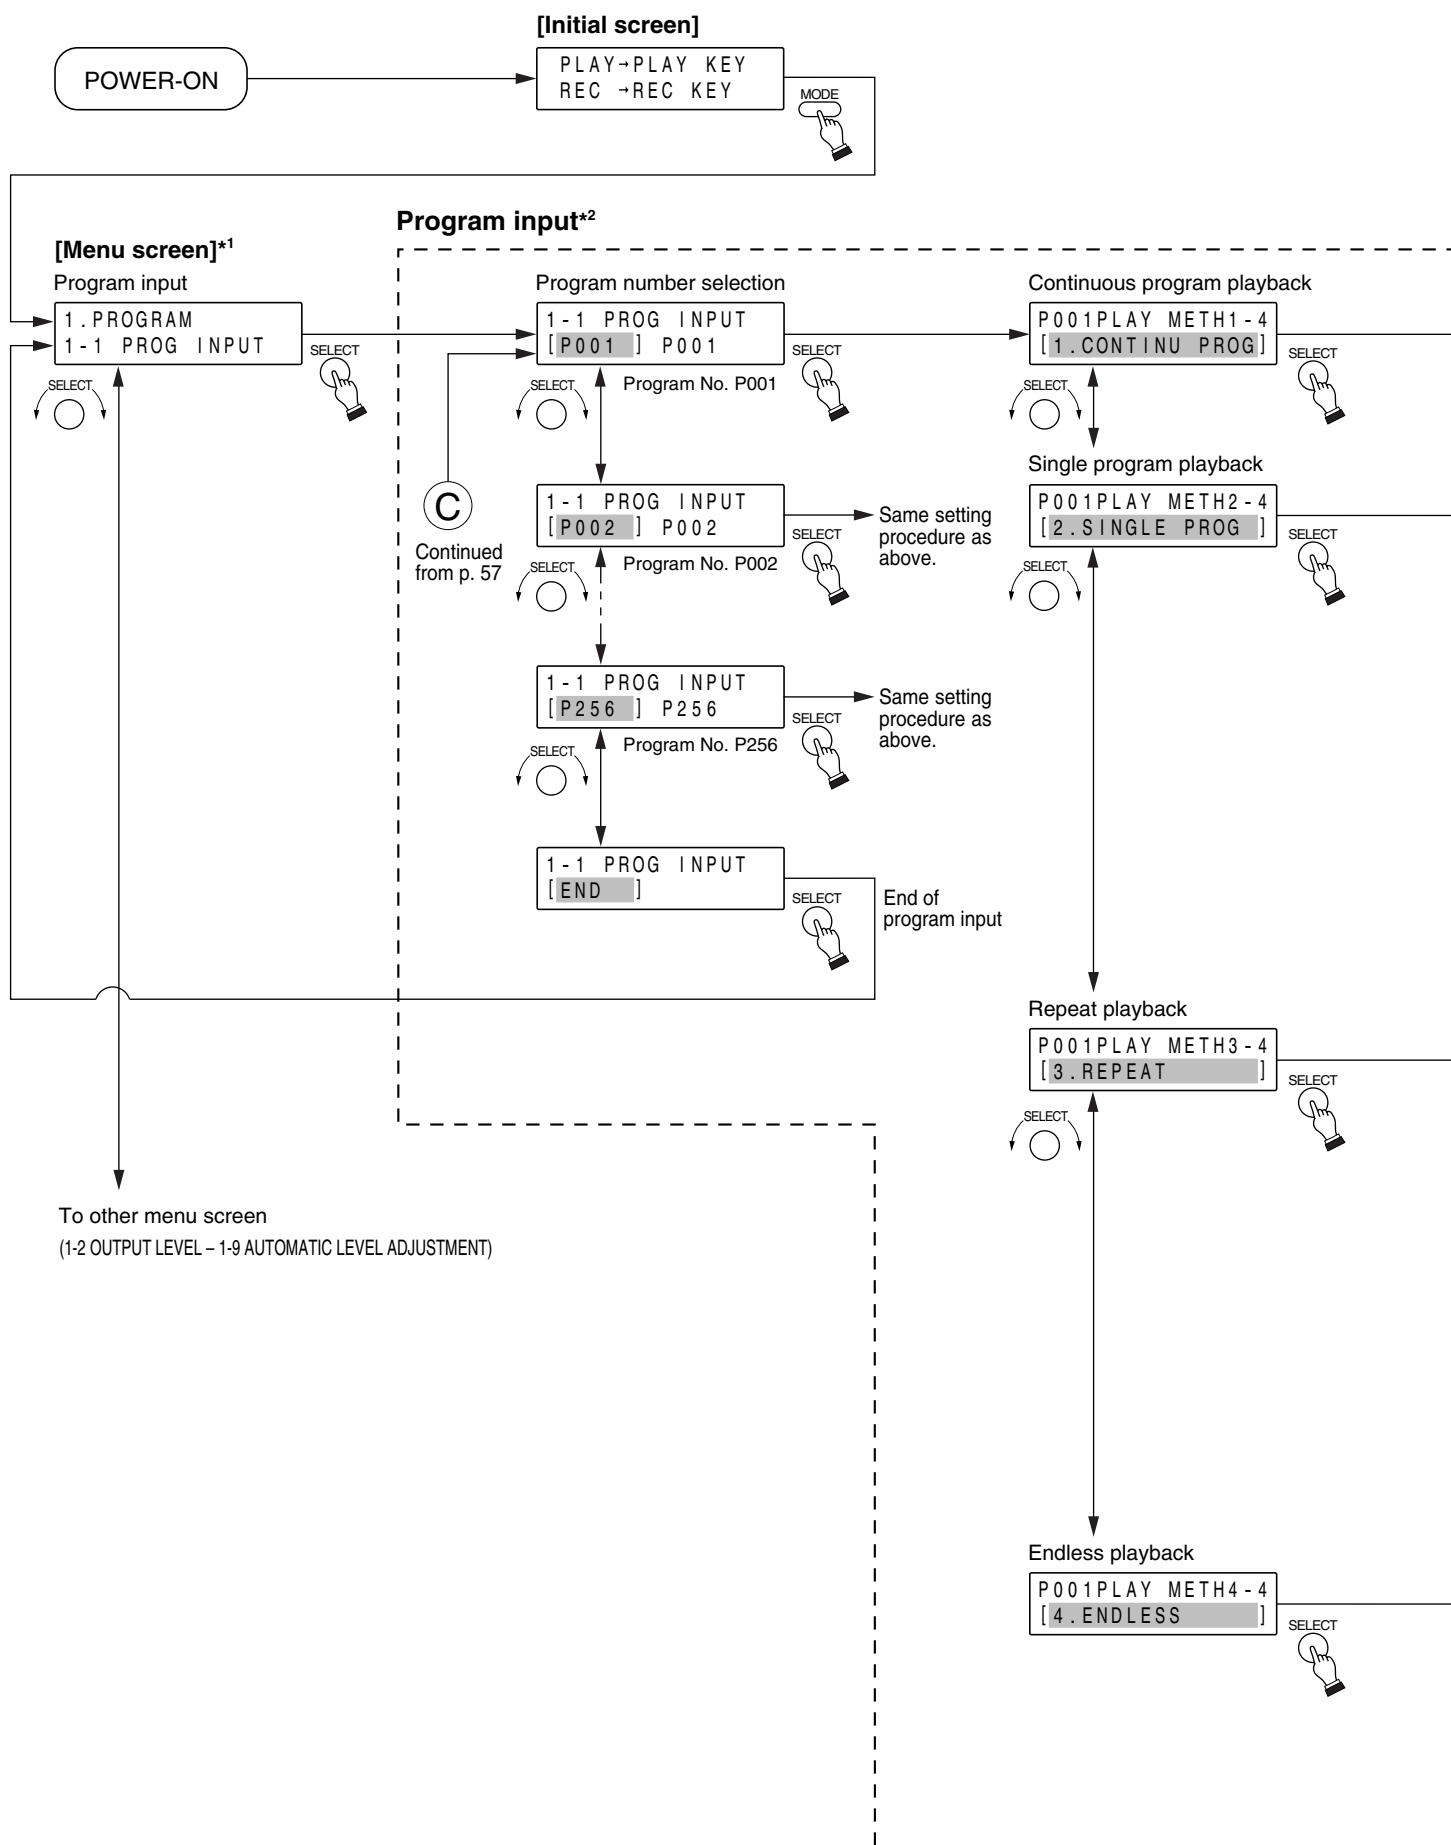 [Initial screen]
POWER-ON
PLAY→PLAY KEY
REC →REC KEY
MODE
Program input*2
[Menu screen]*1
Program input
1.PROGRAM
1-1 PROG INPUT
SELECT
SELECT
Program number selection
1-1 PROG INPUT
[P001 ] P001
SELECT
SELECT
Program No. P001
Continuous program playback
P001PLAY METH1-4
[1.CONTINU PROG]
SELECT
SELECT
C
Continued
from p. 57
1-1 PROG INPUT
[P002 ] P002
SELECT
SELECT
Program No. P002
Same setting
procedure as
above.
Single program playback
P001PLAY METH2-4
[2.SINGLE PROG ]
SELECT
SELECT
1-1 PROG INPUT
[P256 ] P256
SELECT
SELECT
Program No. P256
Same setting
procedure as
above.
1-1 PROG INPUT
[END ]
SELECT
End of
program input
Repeat playback
P001PLAY METH3-4
[3.REPEAT ]
SELECT
SELECT
To other menu screen
(1-2 OUTPUT LEVEL – 1-9 AUTOMATIC LEVEL ADJUSTMENT)
Endless playback
P001PLAY METH4-4
[4.ENDLESS ]
SELECT